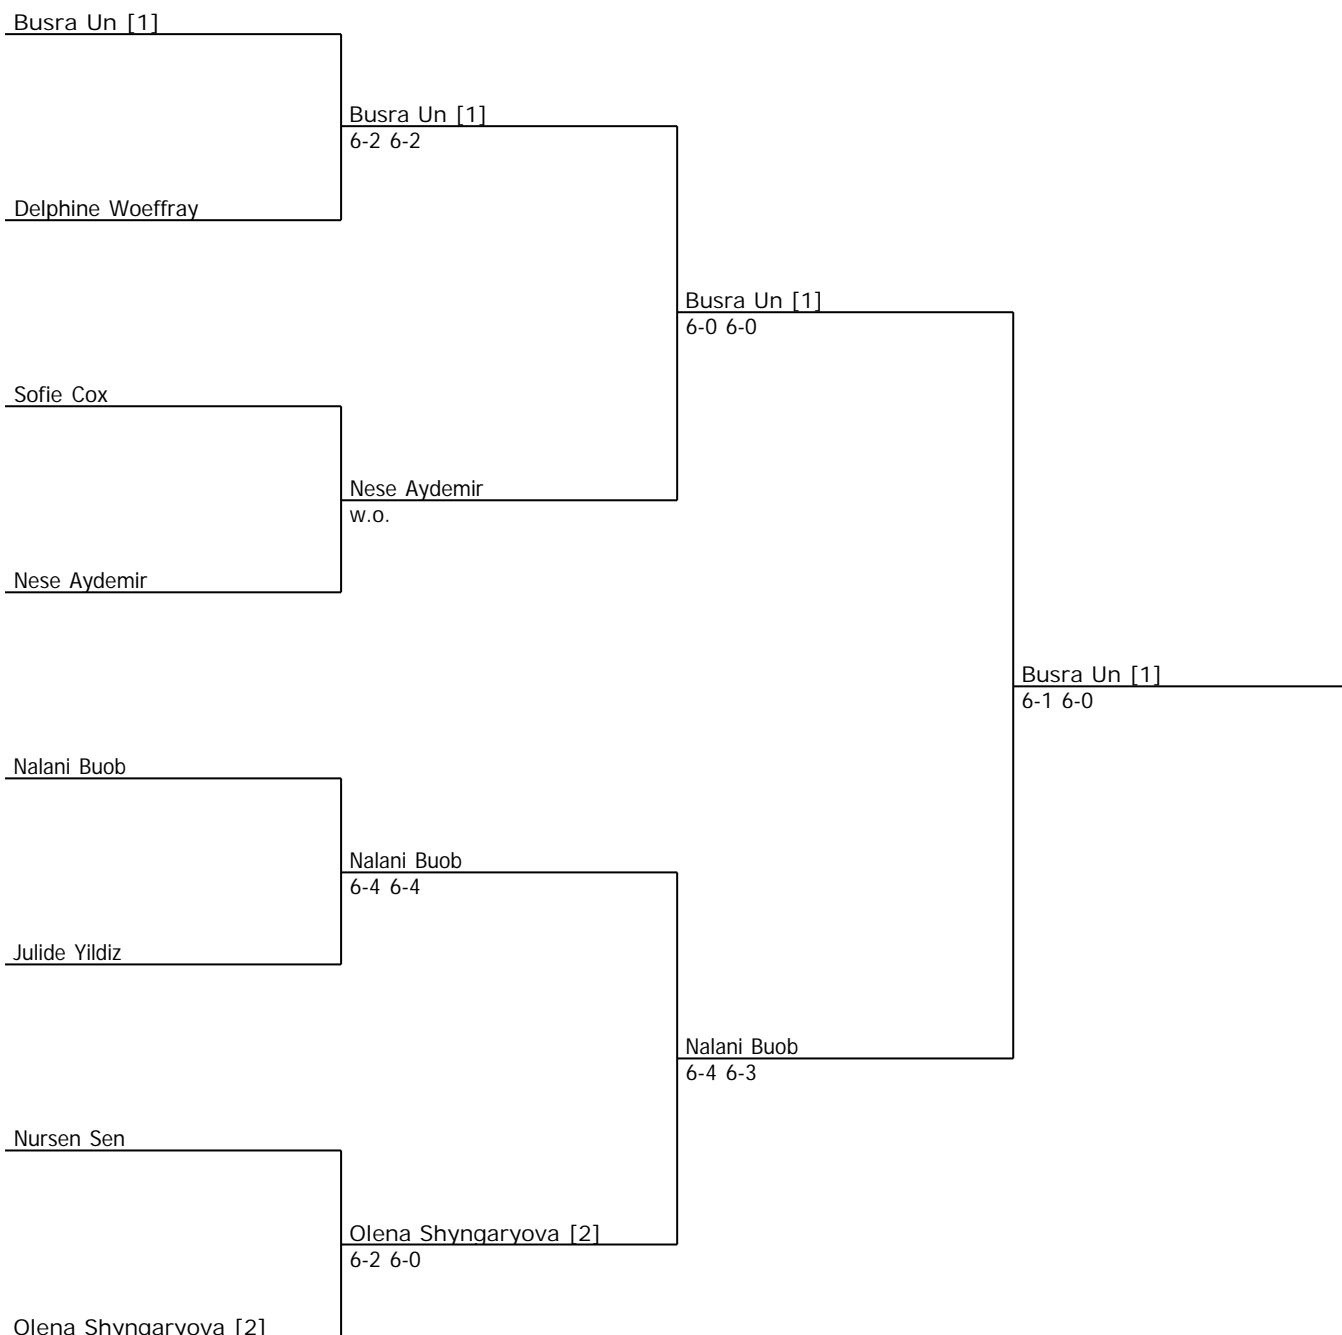 Busra Un [1]
Busra Un [1]
6-2 6-2
Delphine Woeffray
Busra Un [1]
6-0 6-0
Sofie Cox
Nese Aydemir
w.o.
Nese Aydemir
Busra Un [1]
6-1 6-0
Nalani Buob
Nalani Buob
6-4 6-4
Julide Yildiz
Nalani Buob
6-4 6-3
Nursen Sen
Olena Shyngaryova [2]
6-2 6-0
Olena Shyngaryova [2]